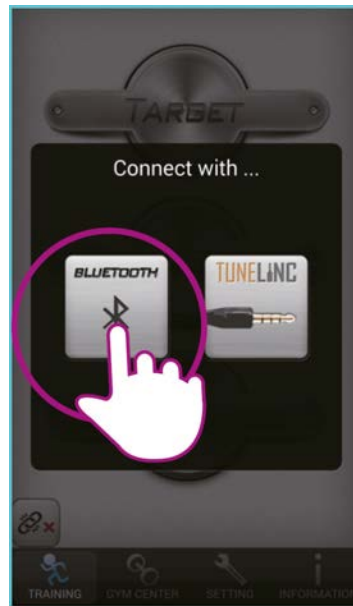 TARGET
Connect with ...
BLUETOOTH
TUNELINC
TRAINING
GYM CENTER
SETTING
INFORMATION